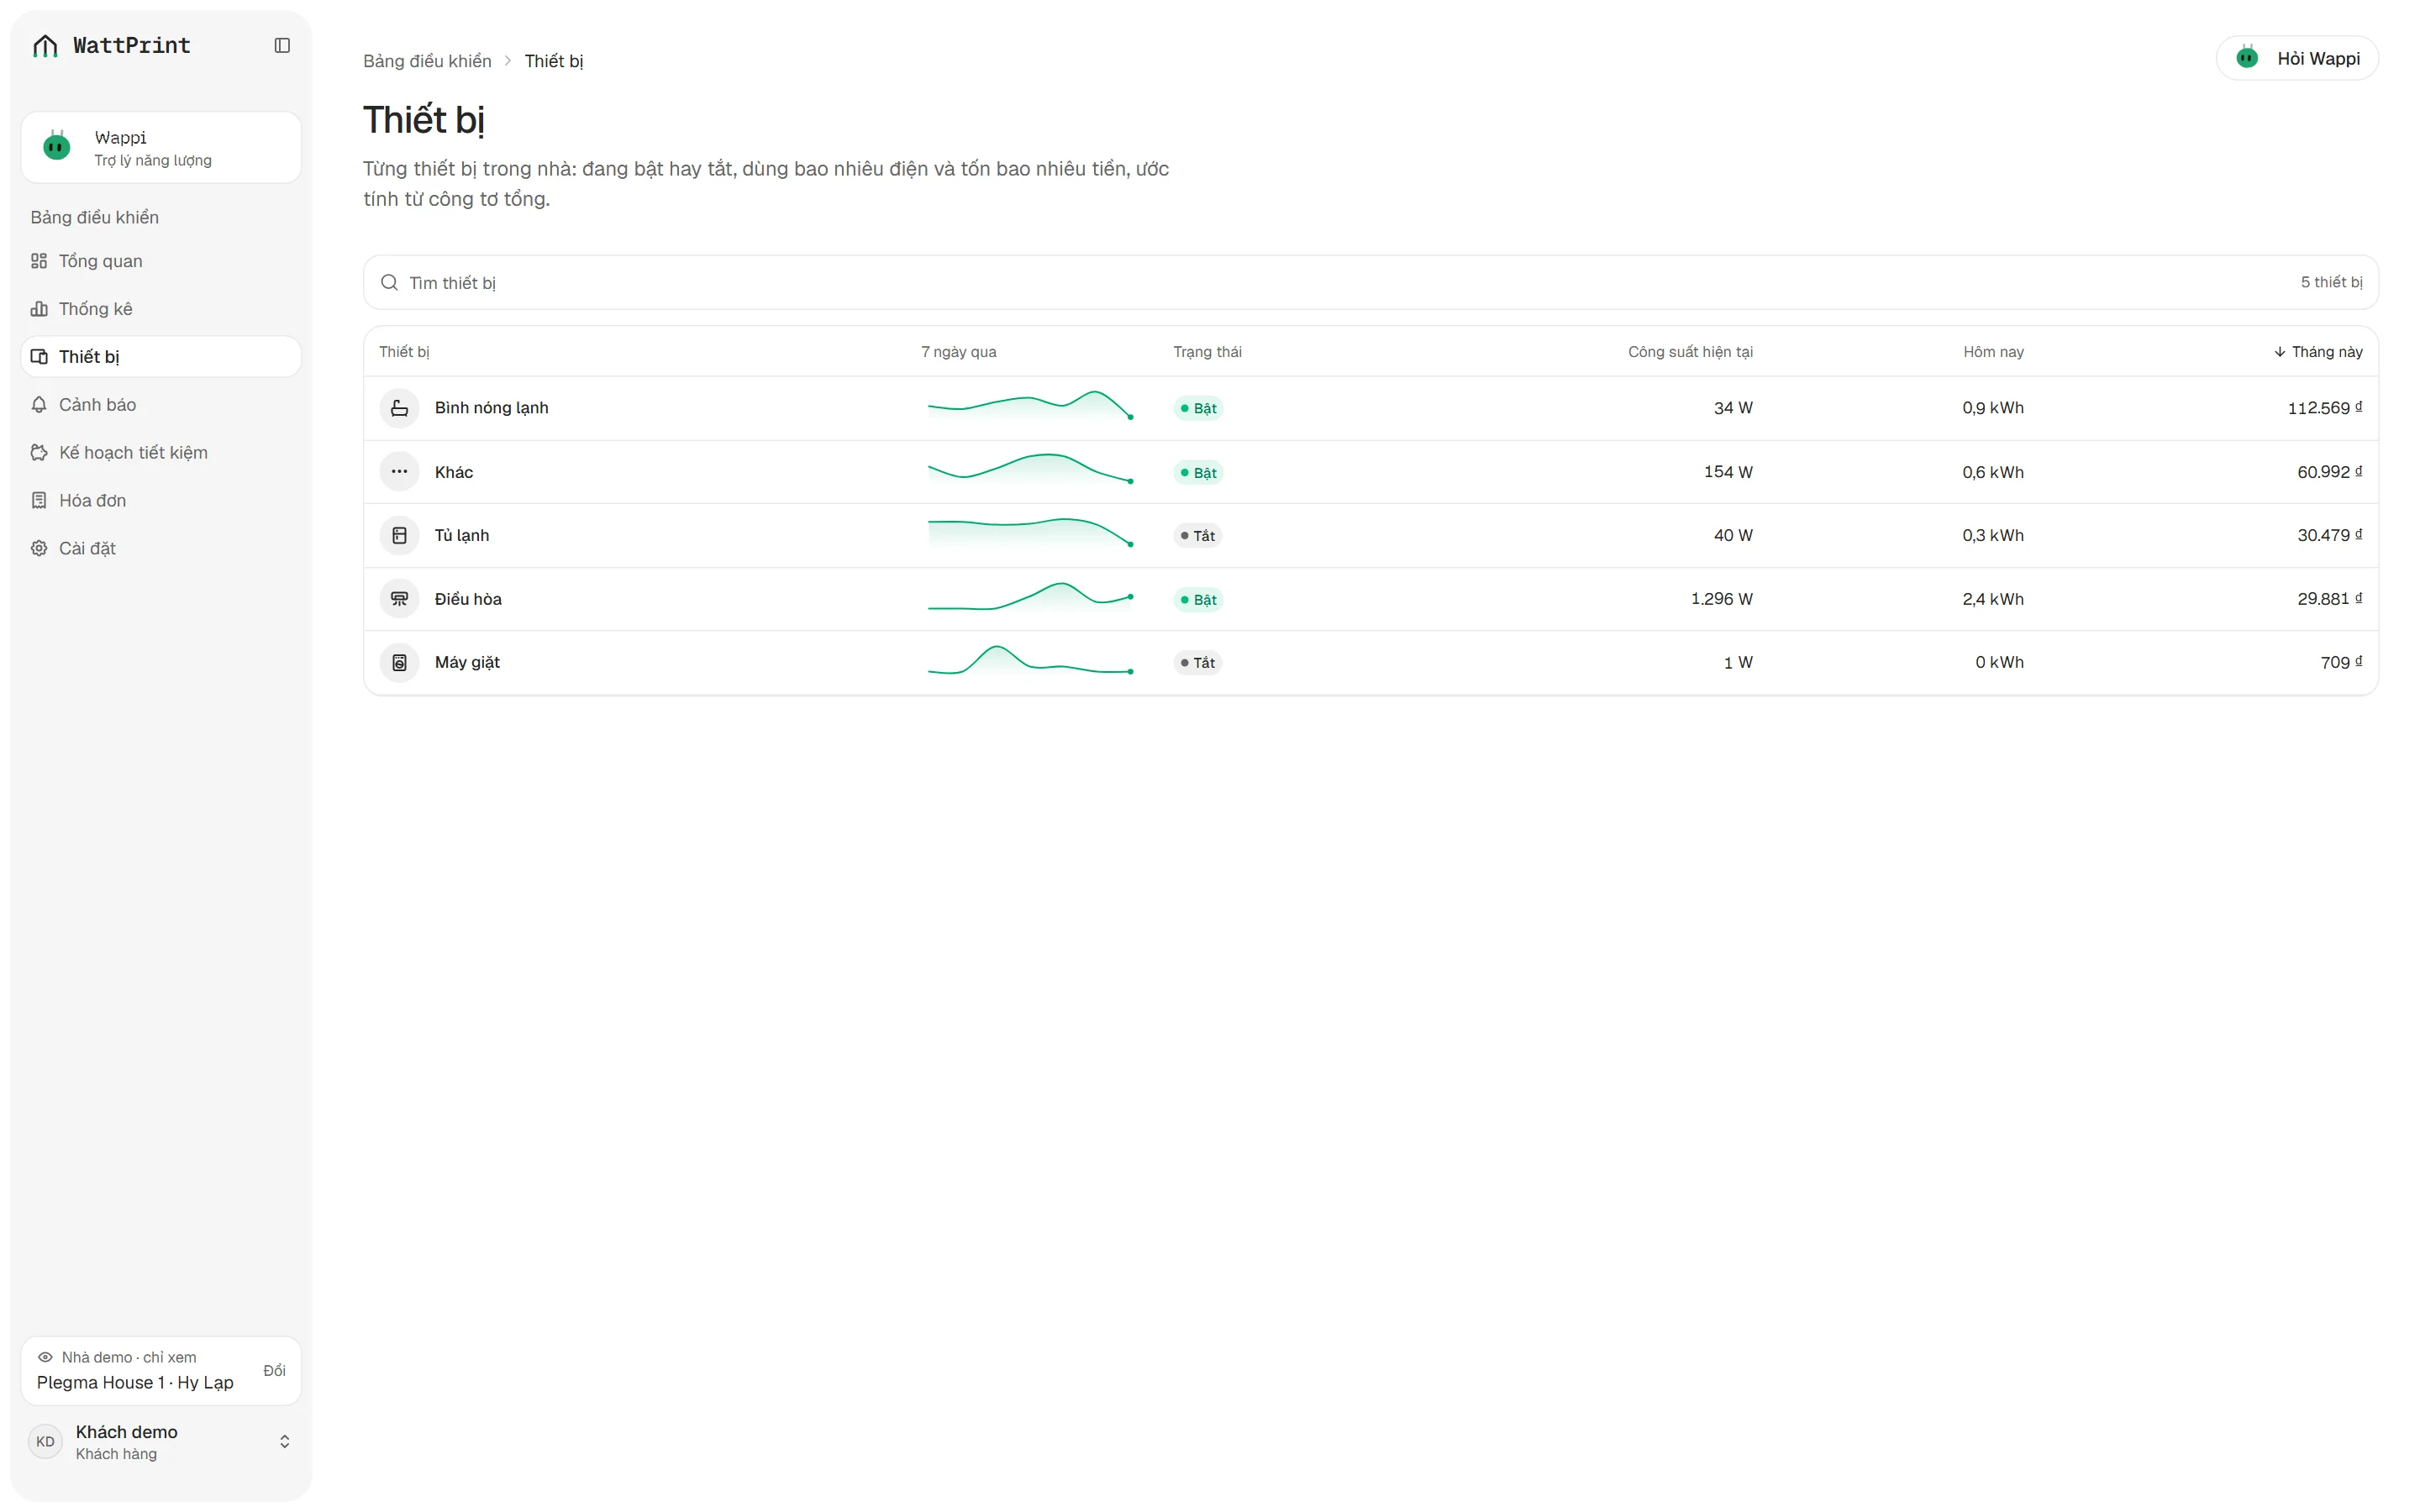 WattPrint
Wappi
Trợ lý năng lượng
Bảng điều khiển
Tổng quan
Thống kê
Thiết bị
Cảnh báo
Kế hoạch tiết kiệm
Hóa đơn
Cài đặt
Nhà demo · chỉ xem
Plegma House 1 · Hy Lạp
Đổi
KD
Khách demo
Khách hàng
Bảng điều khiển > Thiết bị
Hỏi Wappi
Thiết bị
Từng thiết bị trong nhà: đang bật hay tắt, dùng bao nhiêu điện và tốn bao nhiêu tiền, ước
tính từ công tơ tổng.
Tìm thiết bị
5 thiết bị
Thiết bị 7 ngày qua Trạng thái Công suất hiện tại Hôm nay ↓ Tháng này
Bình nóng lạnh Bật 34 W 0,9 kWh 112.569 ₫
Khác Bật 154 W 0,6 kWh 60.992 ₫
Tủ lạnh Tắt 40 W 0,3 kWh 30.479 ₫
Điều hòa Bật 1.296 W 2,4 kWh 29.881 ₫
Máy giặt Tắt 1 W 0 kWh 709 ₫